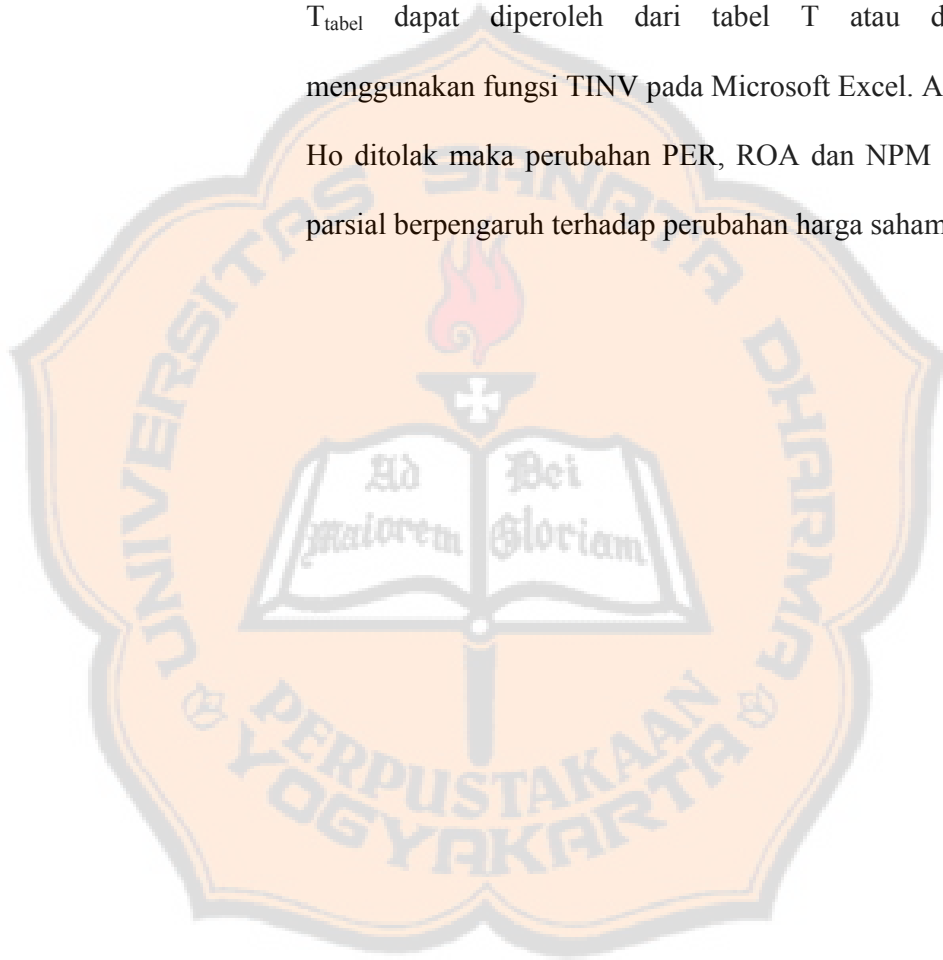 T_tabel dapat diperoleh dari tabel T atau d
menggunakan fungsi TINV pada Microsoft Excel. A
Ho ditolak maka perubahan PER, ROA dan NPM
parsial berpengaruh terhadap perubahan harga saham
UNIVERSITAS SANATA DHARMA
Ad Dei
maiorem Gloriam
PERPUSTAKAAN
YOGYAKARTA